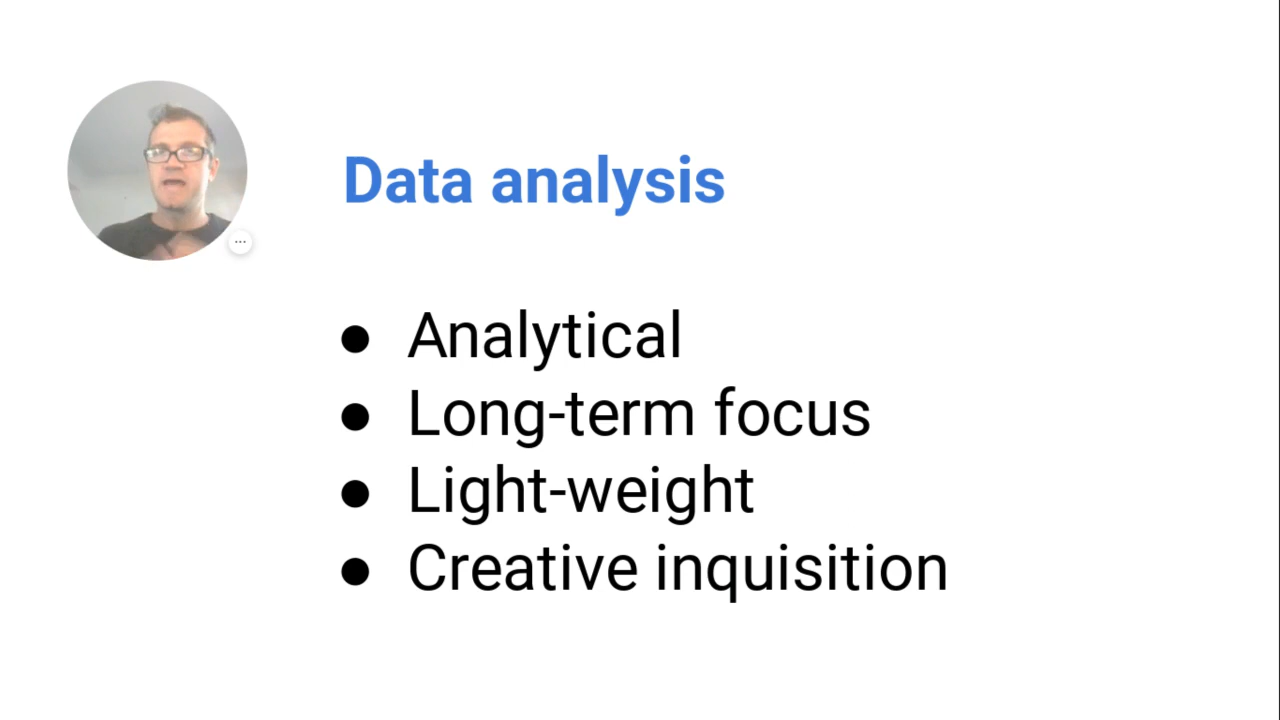 Data analysis
● Analytical
● Long-term focus
● Light-weight
● Creative inquisition